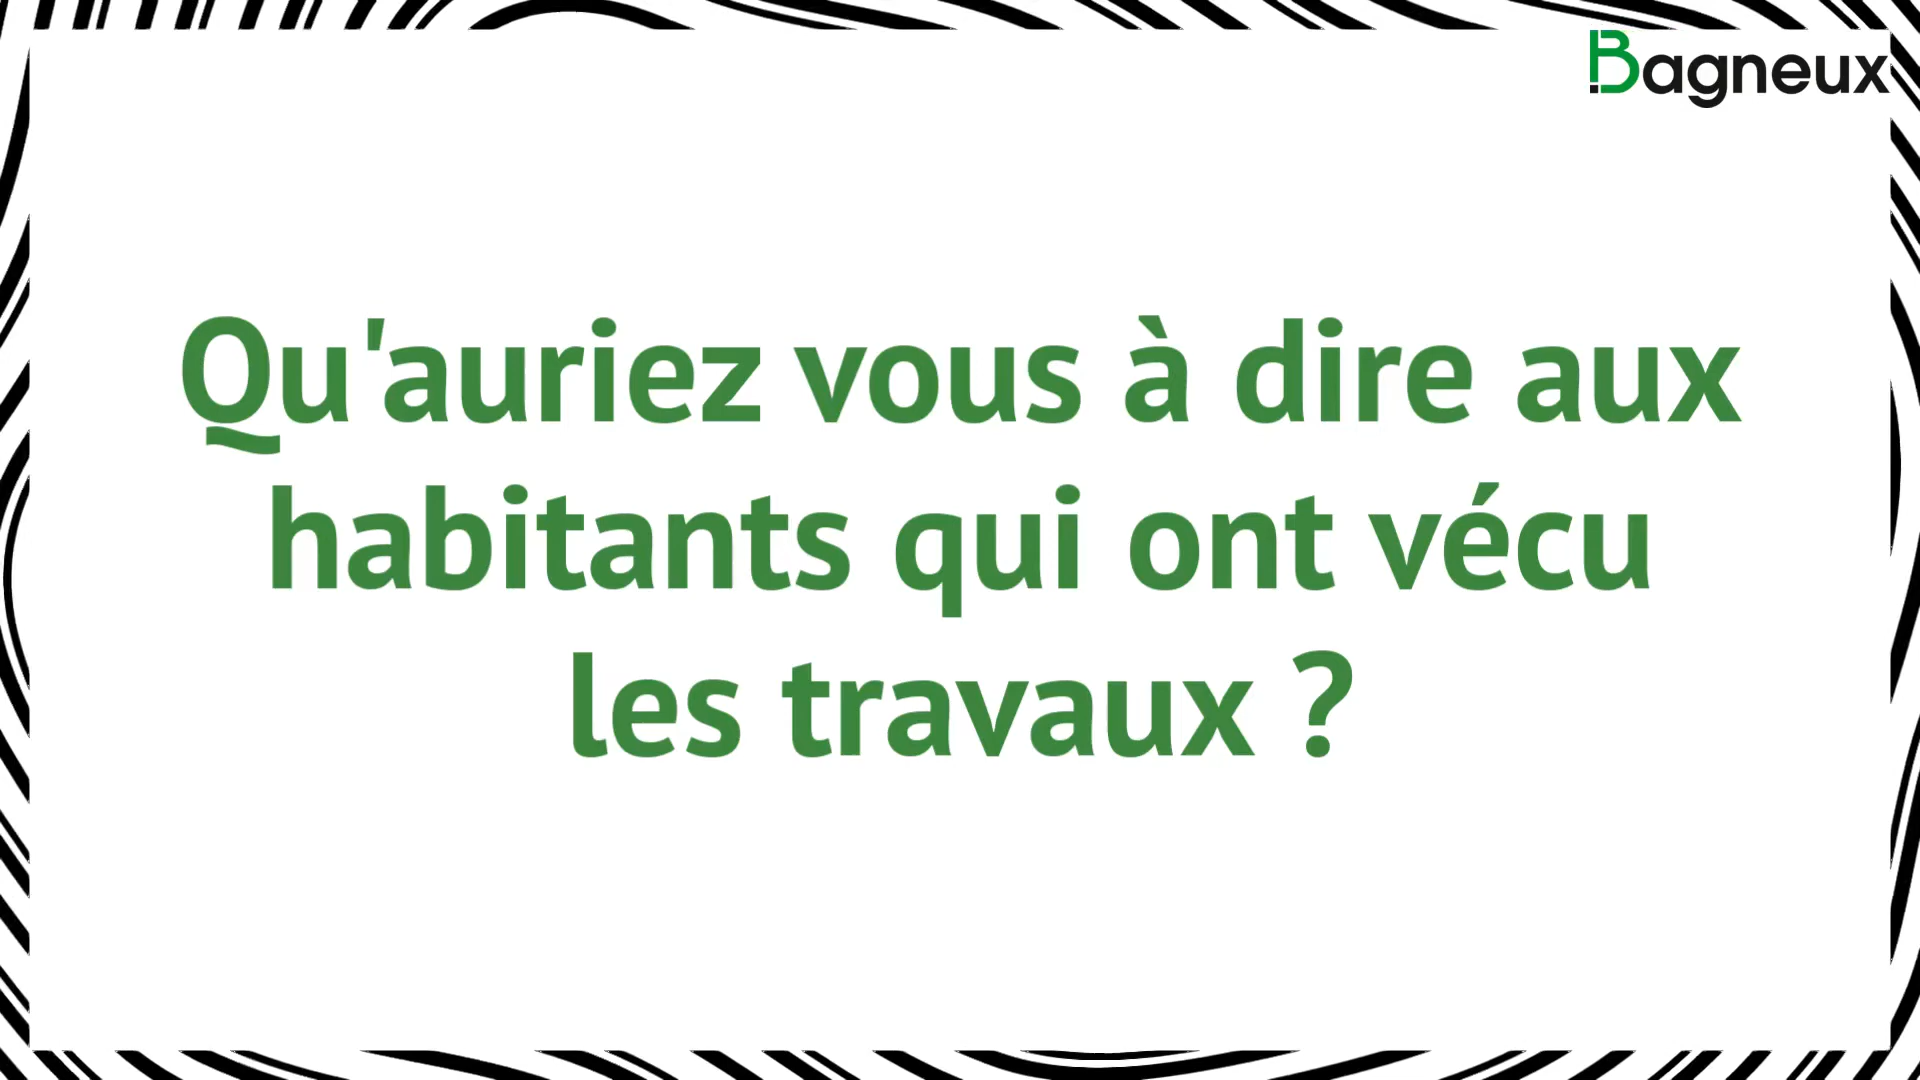 Bagneux
Qu'auriez vous à dire aux
habitants qui ont vécu
les travaux ?